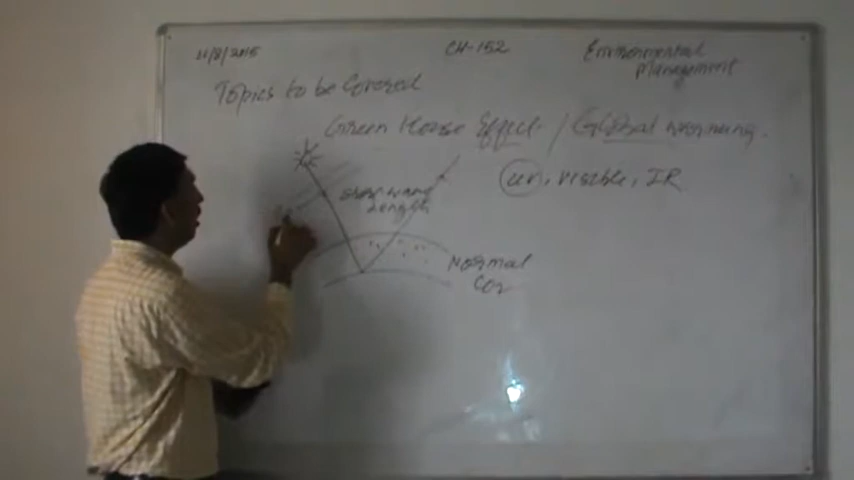 21/8/2015
CH-152
Environmental
Management
Topics to be Covered
Green House Effect / Global warming.
Short wave
Length
UV, visible, IR
Normal
CO2